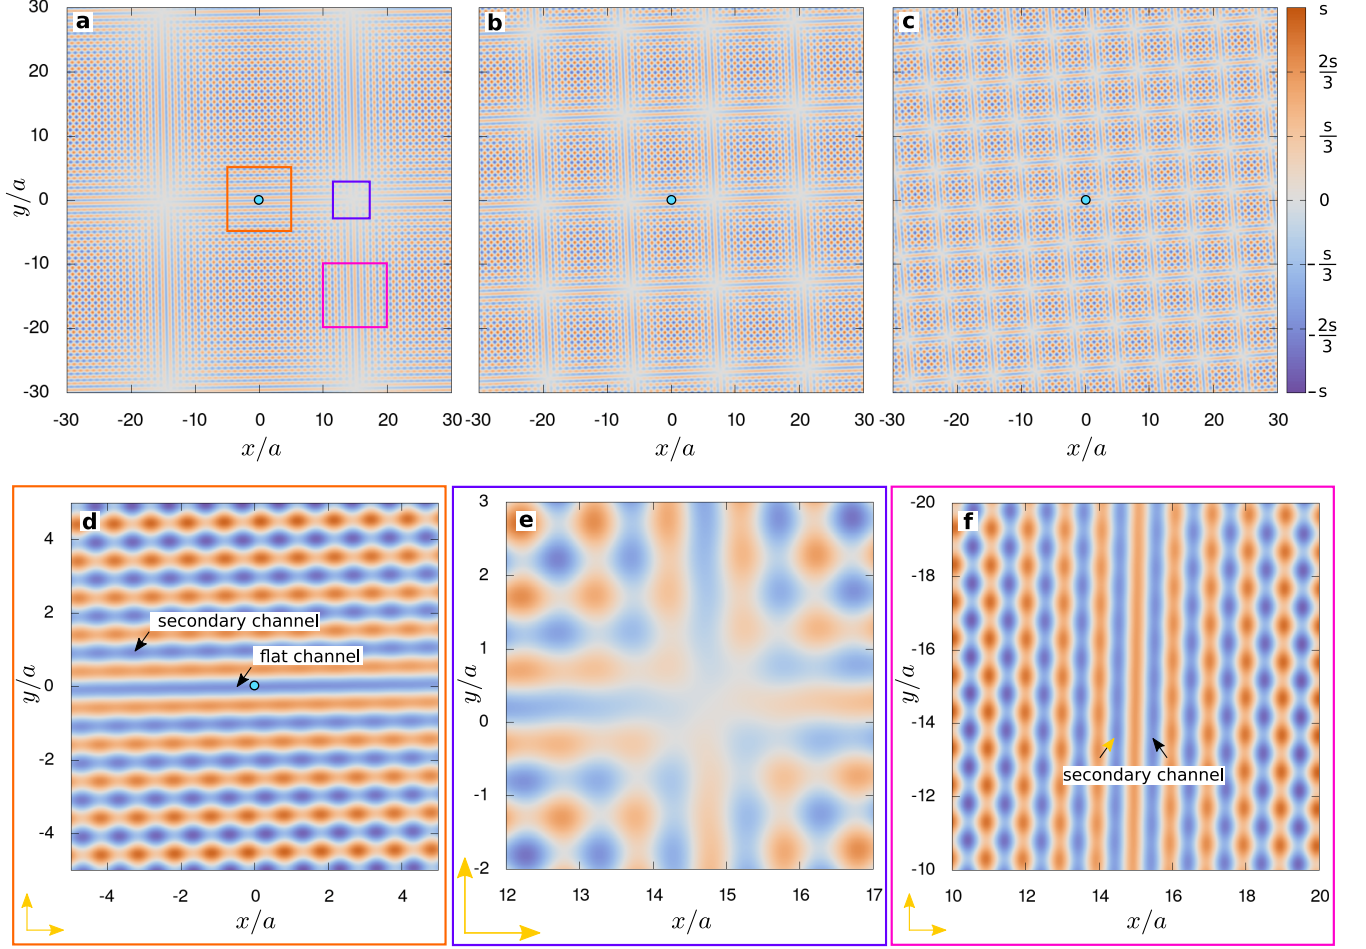 a
b
c
30
20
10
0
-10
-20
-30
y/a
-30 -20 -10 0 10 20 30
-30 -20 -10 0 10 20 30
-30 -20 -10 0 10 20 30
x/a
x/a
x/a
s
2s/3
s/3
0
-s/3
-2s/3
-s
d
4
2
0
-2
-4
y/a
secondary channel
flat channel
-4 -2 0 2 4
x/a
e
3
2
1
0
-1
-2
y/a
12 13 14 15 16 17
x/a
f
-20
-18
-16
-14
-12
-10
y/a
secondary channel
10 12 14 16 18 20
x/a